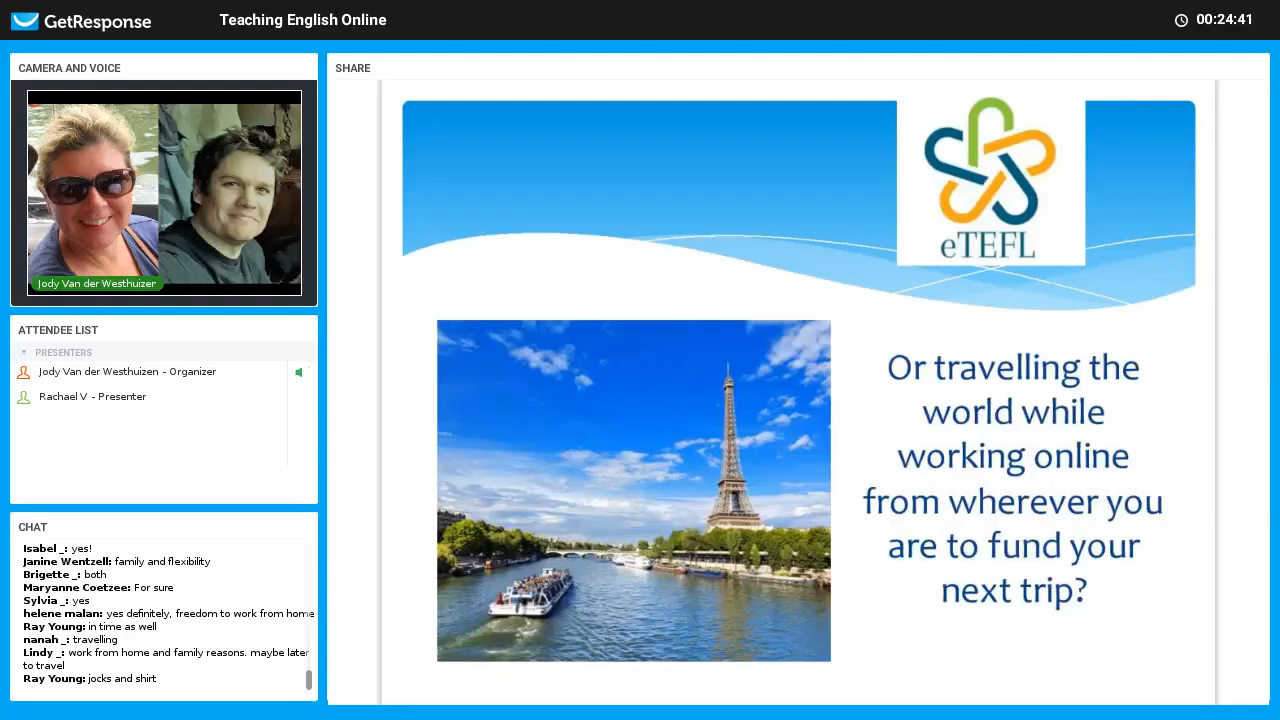 GetResponse
Teaching English Online
00:24:41
CAMERA AND VOICE
Jody Van der Westhuizen
ATTENDEE LIST
PRESENTERS
Jody Van der Westhuizen - Organizer
Rachael V - Presenter
CHAT
Isabel _: yes!
Janine Wentzell: family and flexibility
Brigette _: both
Maryanne Coetzee: For sure
Sylvia _: yes
helene malan: yes definitely, freedom to work from home
Ray Young: in time as well
nanah _: travelling
Lindy _: work from home and family reasons. maybe later
to travel
Ray Young: jocks and shirt
SHARE
eTEFL
Or travelling the
world while
working online
from wherever you
are to fund your
next trip?